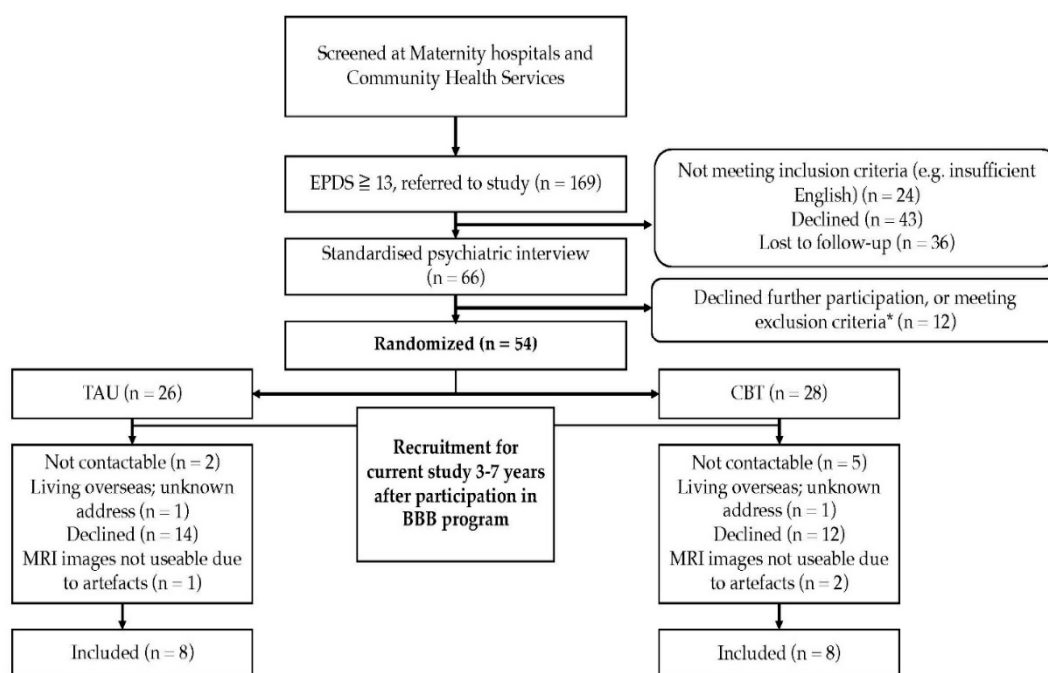 Screened at Maternity hospitals and
Community Health Services
EPDS ≧ 13, referred to study (n = 169)
Not meeting inclusion criteria (e.g. insufficient
English) (n = 24)
Declined (n = 43)
Lost to follow-up (n = 36)
Standardised psychiatric interview
(n = 66)
Declined further participation, or meeting
exclusion criteria* (n = 12)
Randomized (n = 54)
TAU (n = 26)
CBT (n = 28)
Recruitment for
current study 3-7 years
after participation in
BBB program
Not contactable (n = 2)
Living overseas; unknown
address (n = 1)
Declined (n = 14)
MRI images not useable due
to artefacts (n = 1)
Not contactable (n = 5)
Living overseas; unknown
address (n = 1)
Declined (n = 12)
MRI images not useable due
to artefacts (n = 2)
Included (n = 8)
Included (n = 8)